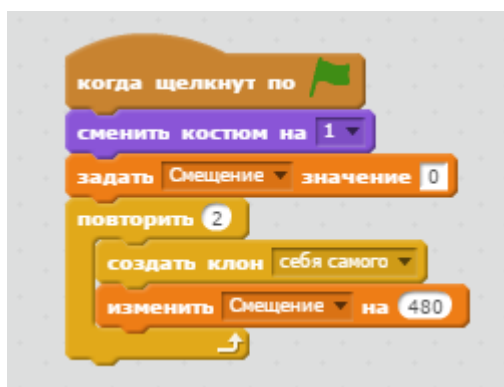 когда щелкнут по
сменить костюм на 1
задать Смещение значение 0
повторить 2
создать клон себя самого
изменить Смещение на 480